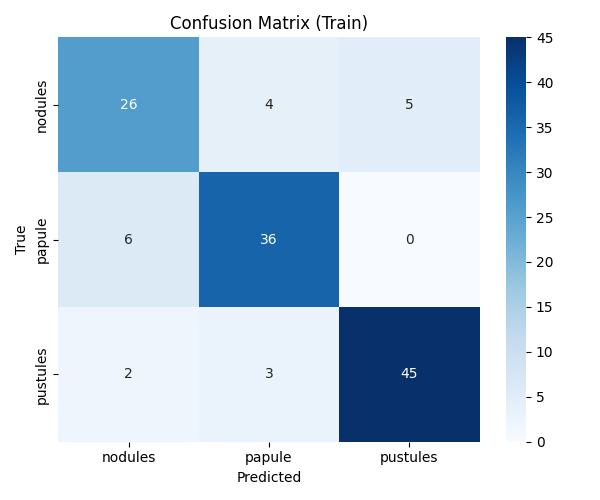 Confusion Matrix (Train)
True
nodules
26 4 5
papule
6 36 0
pustules
2 3 45
nodules papule pustules
Predicted
45
40
35
30
25
20
15
10
5
0